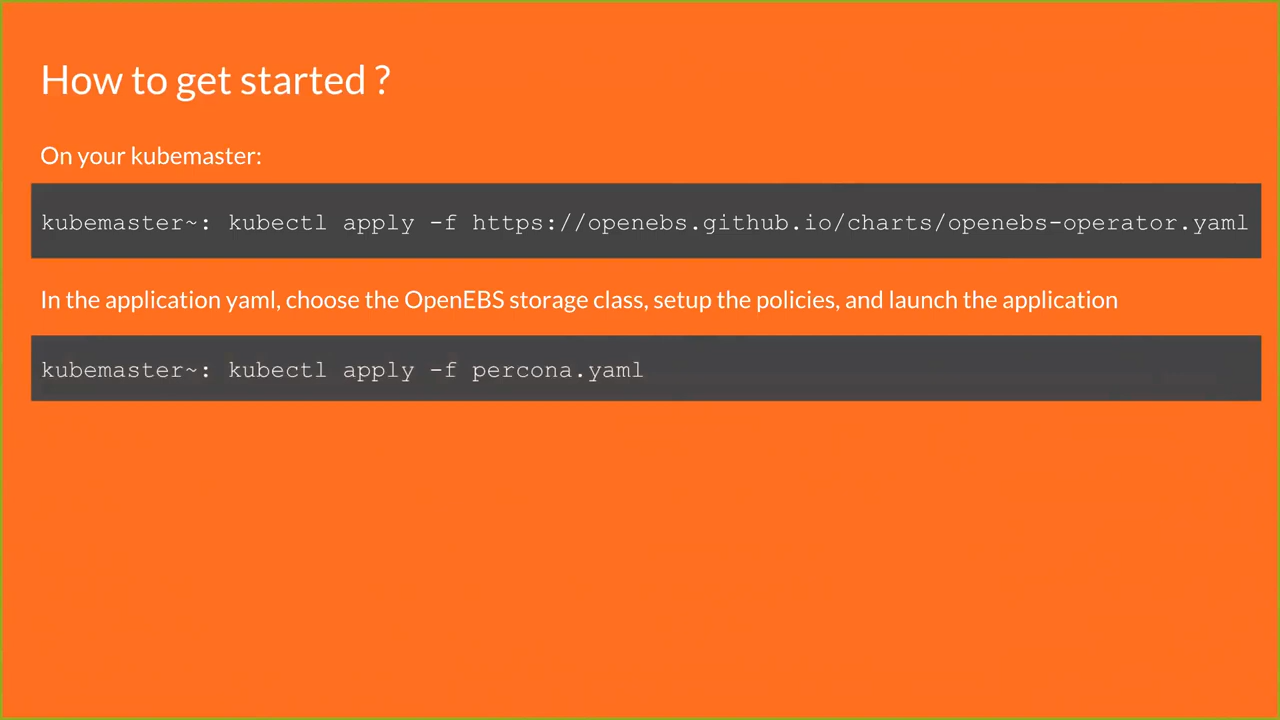 How to get started ?
On your kubemaster:
kubemaster~: kubectl apply -f https://openebs.github.io/charts/openebs-operator.yaml
In the application yaml, choose the OpenEBS storage class, setup the policies, and launch the application
kubemaster~: kubectl apply -f percona.yaml